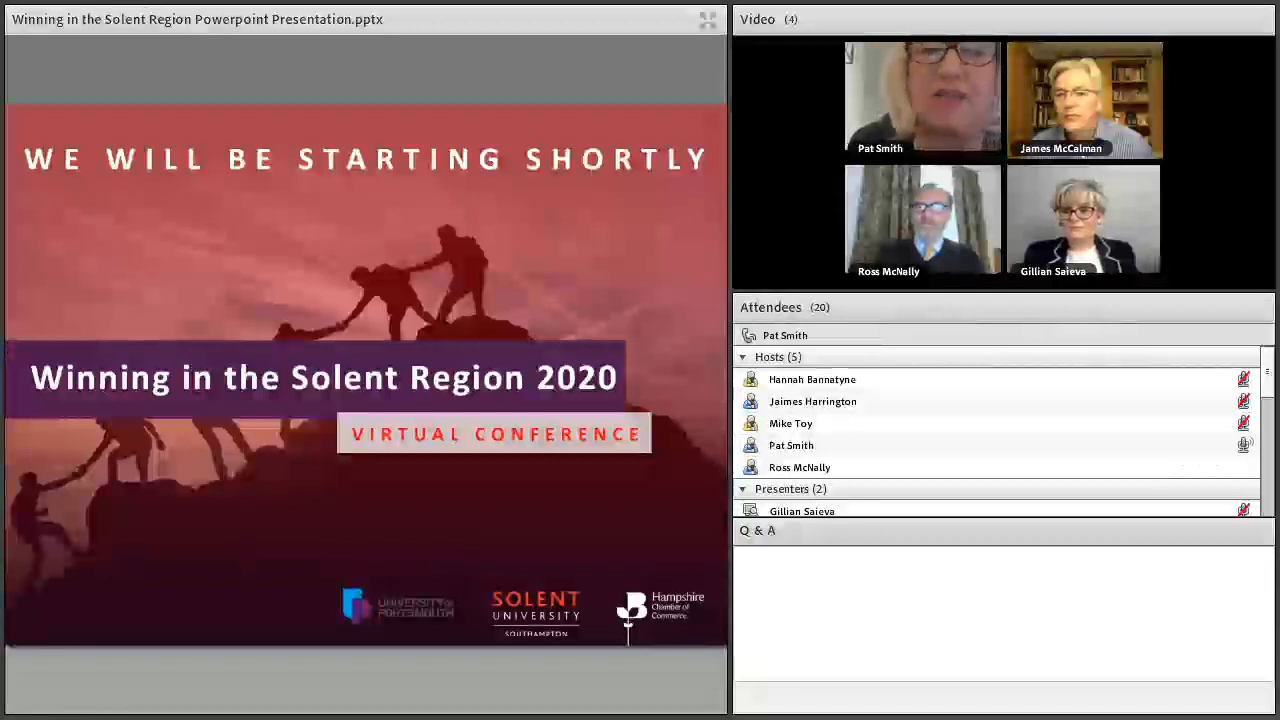 Winning in the Solent Region Powerpoint Presentation.pptx
WE WILL BE STARTING SHORTLY
Winning in the Solent Region 2020
VIRTUAL CONFERENCE
UNIVERSITY OF
PORTSMOUTH
SOLENT
UNIVERSITY
SOUTHAMPTON
Hampshire
Chamber of
Commerce
Video (4)
Pat Smith
James McCalman
Ross McNally
Gillian Saieva
Attendees (20)
Pat Smith
Hosts (5)
Hannah Bannatyne
Jaimes Harrington
Mike Toy
Pat Smith
Ross McNally
Presenters (2)
Gillian Saieva
Q & A